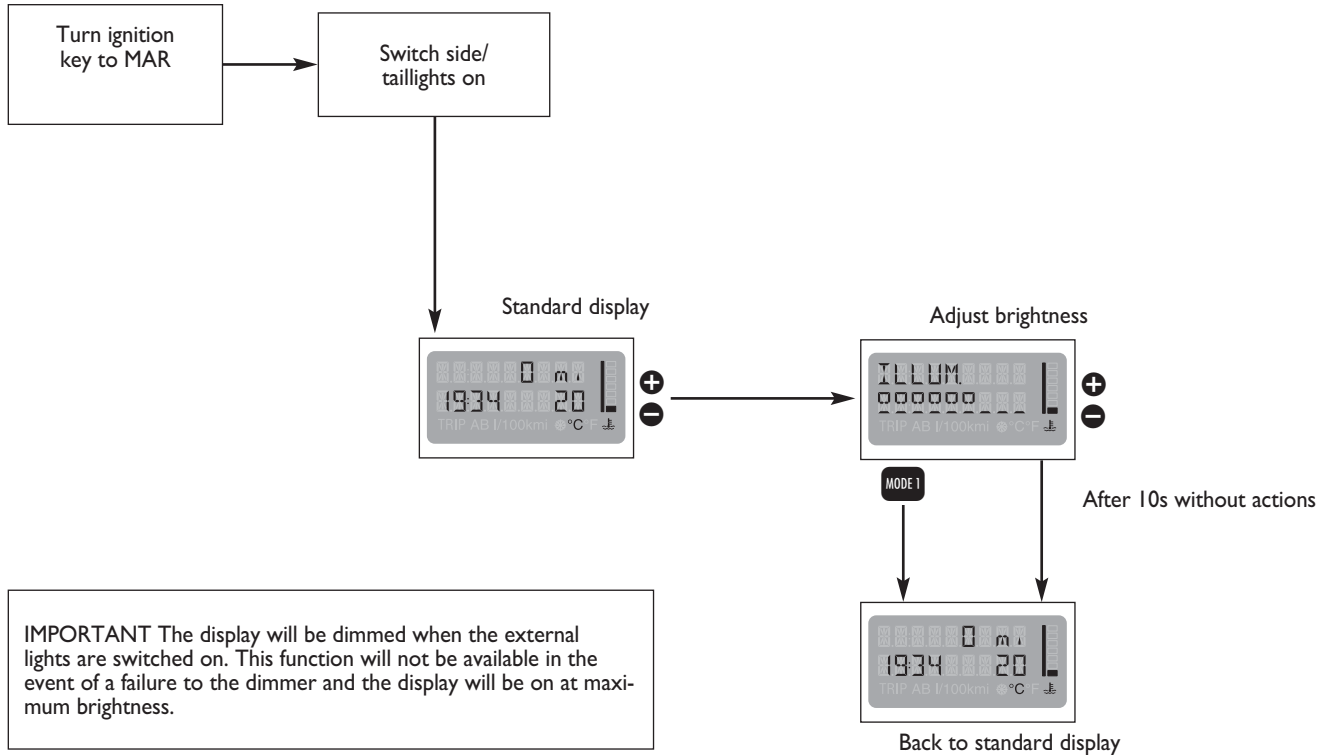 Turn ignition
key to MAR
Switch side/
taillights on
Standard display
0 mi
19:34 20
TRIP AB l/100kmi °C F
Adjust brightness
ILLUM.
TRIP AB l/100kmi °C°F
MODE 1
After 10s without actions
0 mi
19:34 20
TRIP AB l/100kmi °C F
Back to standard display
IMPORTANT The display will be dimmed when the external
lights are switched on. This function will not be available in the
event of a failure to the dimmer and the display will be on at maxi-
mum brightness.